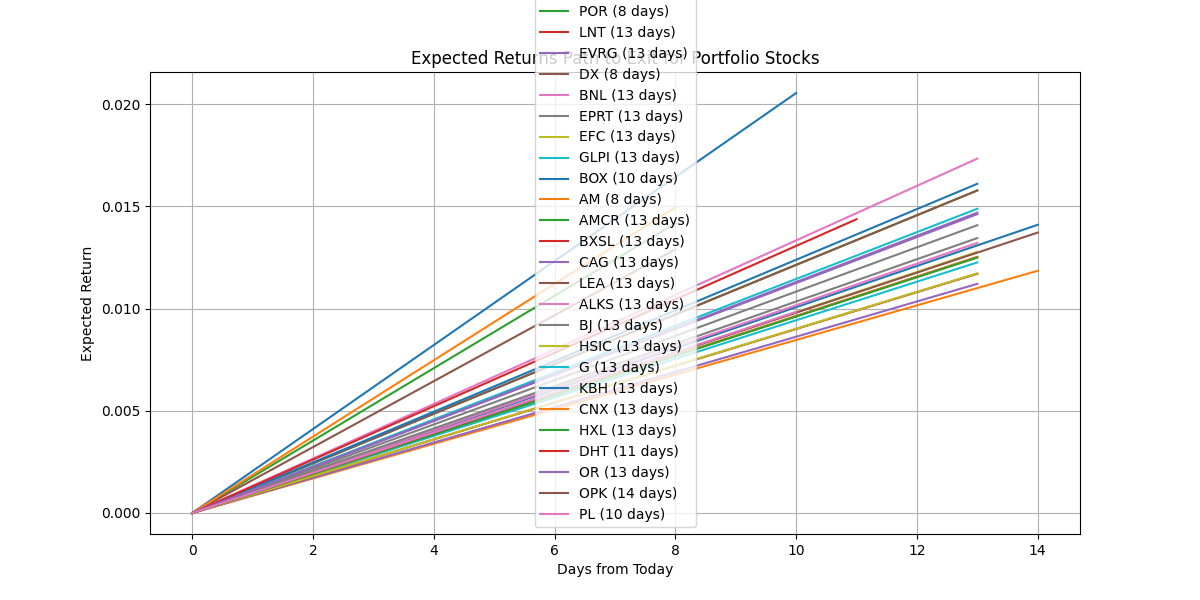 POR (8 days)
LNT (13 days)
EVRG (13 days)
Expected Returns Path to Exit for Portfolio Stocks
DX (8 days)
BNL (13 days)
EPRT (13 days)
EFC (13 days)
GLPI (13 days)
BOX (10 days)
AM (8 days)
AMCR (13 days)
BXSL (13 days)
CAG (13 days)
LEA (13 days)
ALKS (13 days)
BJ (13 days)
HSIC (13 days)
G (13 days)
KBH (13 days)
CNX (13 days)
HXL (13 days)
DHT (11 days)
OR (13 days)
OPK (14 days)
PL (10 days)
Expected Return
0.020
0.015
0.010
0.005
0.000
0 2 4 6 8 10 12 14
Days from Today